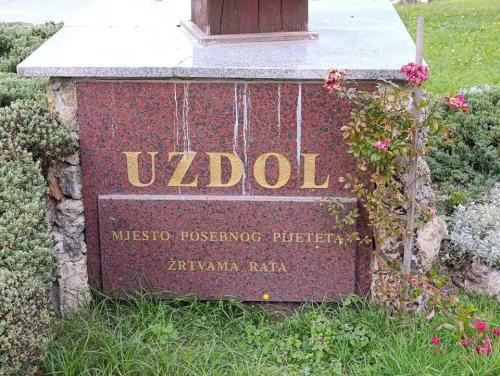 UZDOL
MJESTO POSEBNOG PIJETETA
ŽRTVAMA RATA